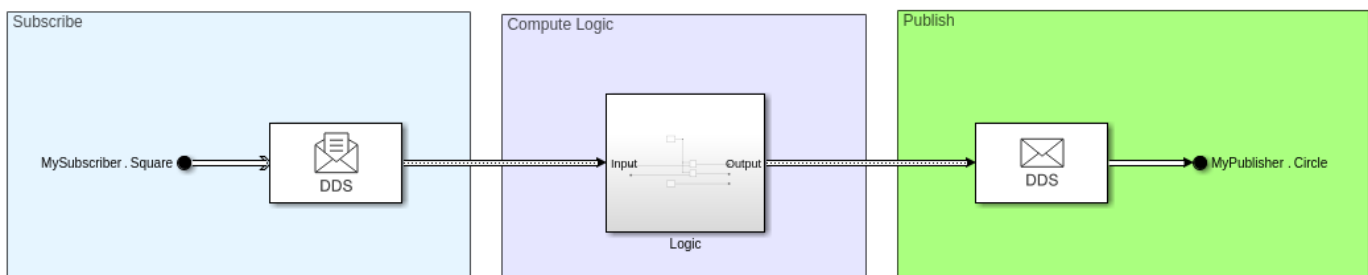 Subscribe
Compute Logic
Publish
MySubscriber . Square
DDS
Input
Output
Logic
DDS
MyPublisher . Circle